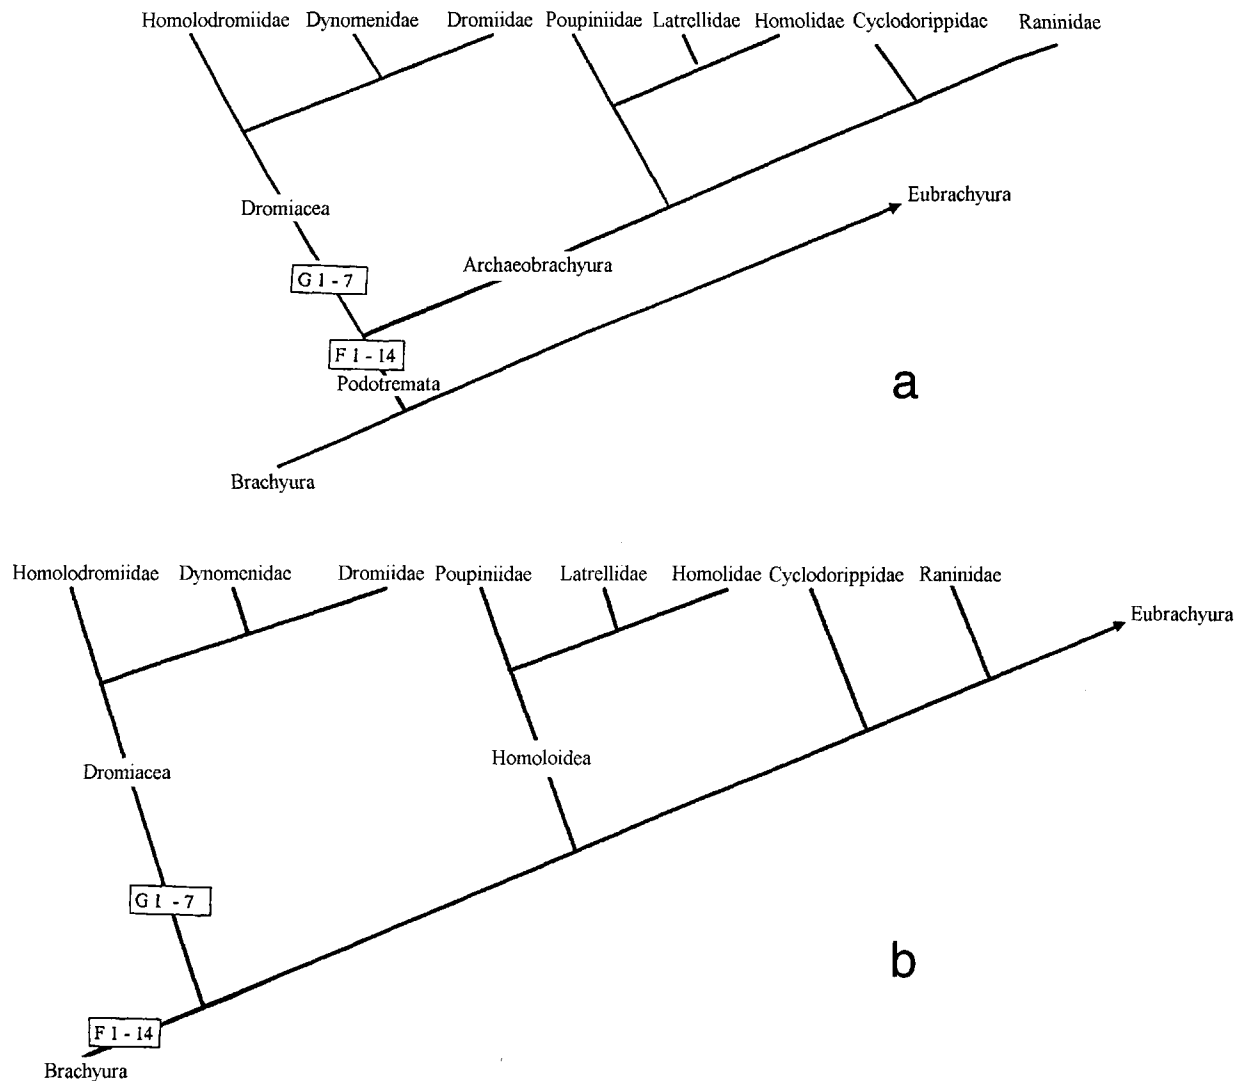 Homolodromiidae Dynomenidae Dromiidae Poupiniidae Latrellidae Homolidae Cyclodorippidae Raninidae
Eubrachyura
Dromiacea
Archaeobrachyura
G 1 - 7
F 1 - 14
Podotremata
a
Brachyura
Homolodromiidae Dynomenidae Dromiidae Poupiniidae Latrellidae Homolidae Cyclodorippidae Raninidae
Eubrachyura
Homoloidea
Dromiacea
G 1 - 7
b
F 1 - 14
Brachyura